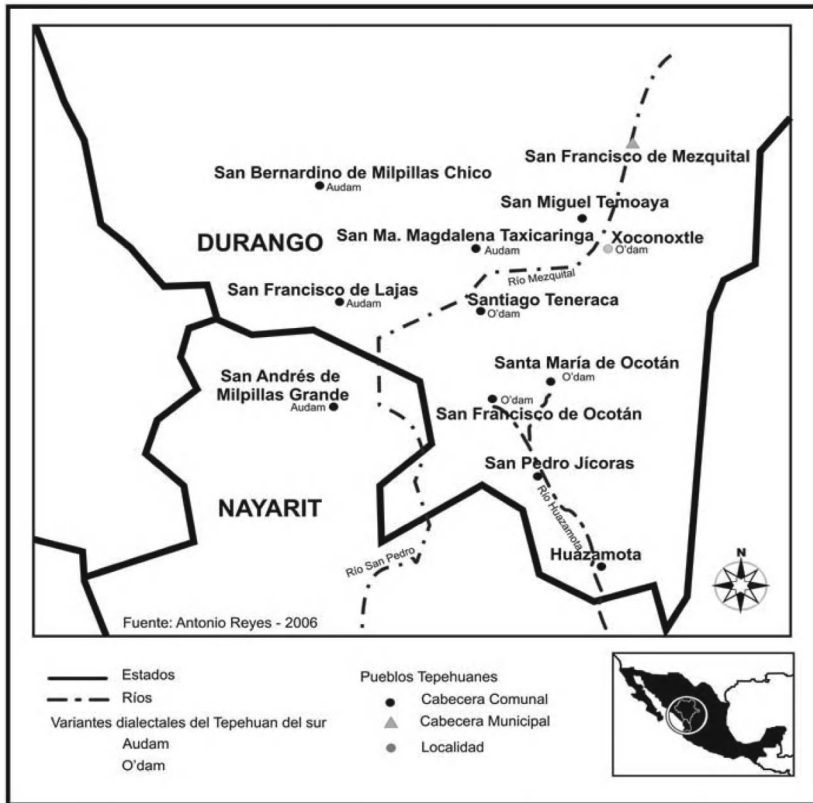 San Francisco de Mezquital
San Bernardino de Milpillas Chico
Audam
San Miguel Temoaya
DURANGO
San Ma. Magdalena Taxicaringa
Audam
Xoconoxtle
O'dam
Río Mezquital
San Francisco de Lajas
Audam
Santiago Teneraca
O'dam
Santa María de Ocotán
O'dam
San Andrés de
Milpillas Grande
Audam
O'dam
San Francisco de Ocotán
San Pedro Jícoras
NAYARIT
Río Huazamota
Huazamota
Río San Pedro
N
Fuente: Antonio Reyes - 2006
Estados
Ríos
Variantes dialectales del Tepehuan del sur
Audam
O'dam
Pueblos Tepehuanes
Cabecera Comunal
Cabecera Municipal
Localidad